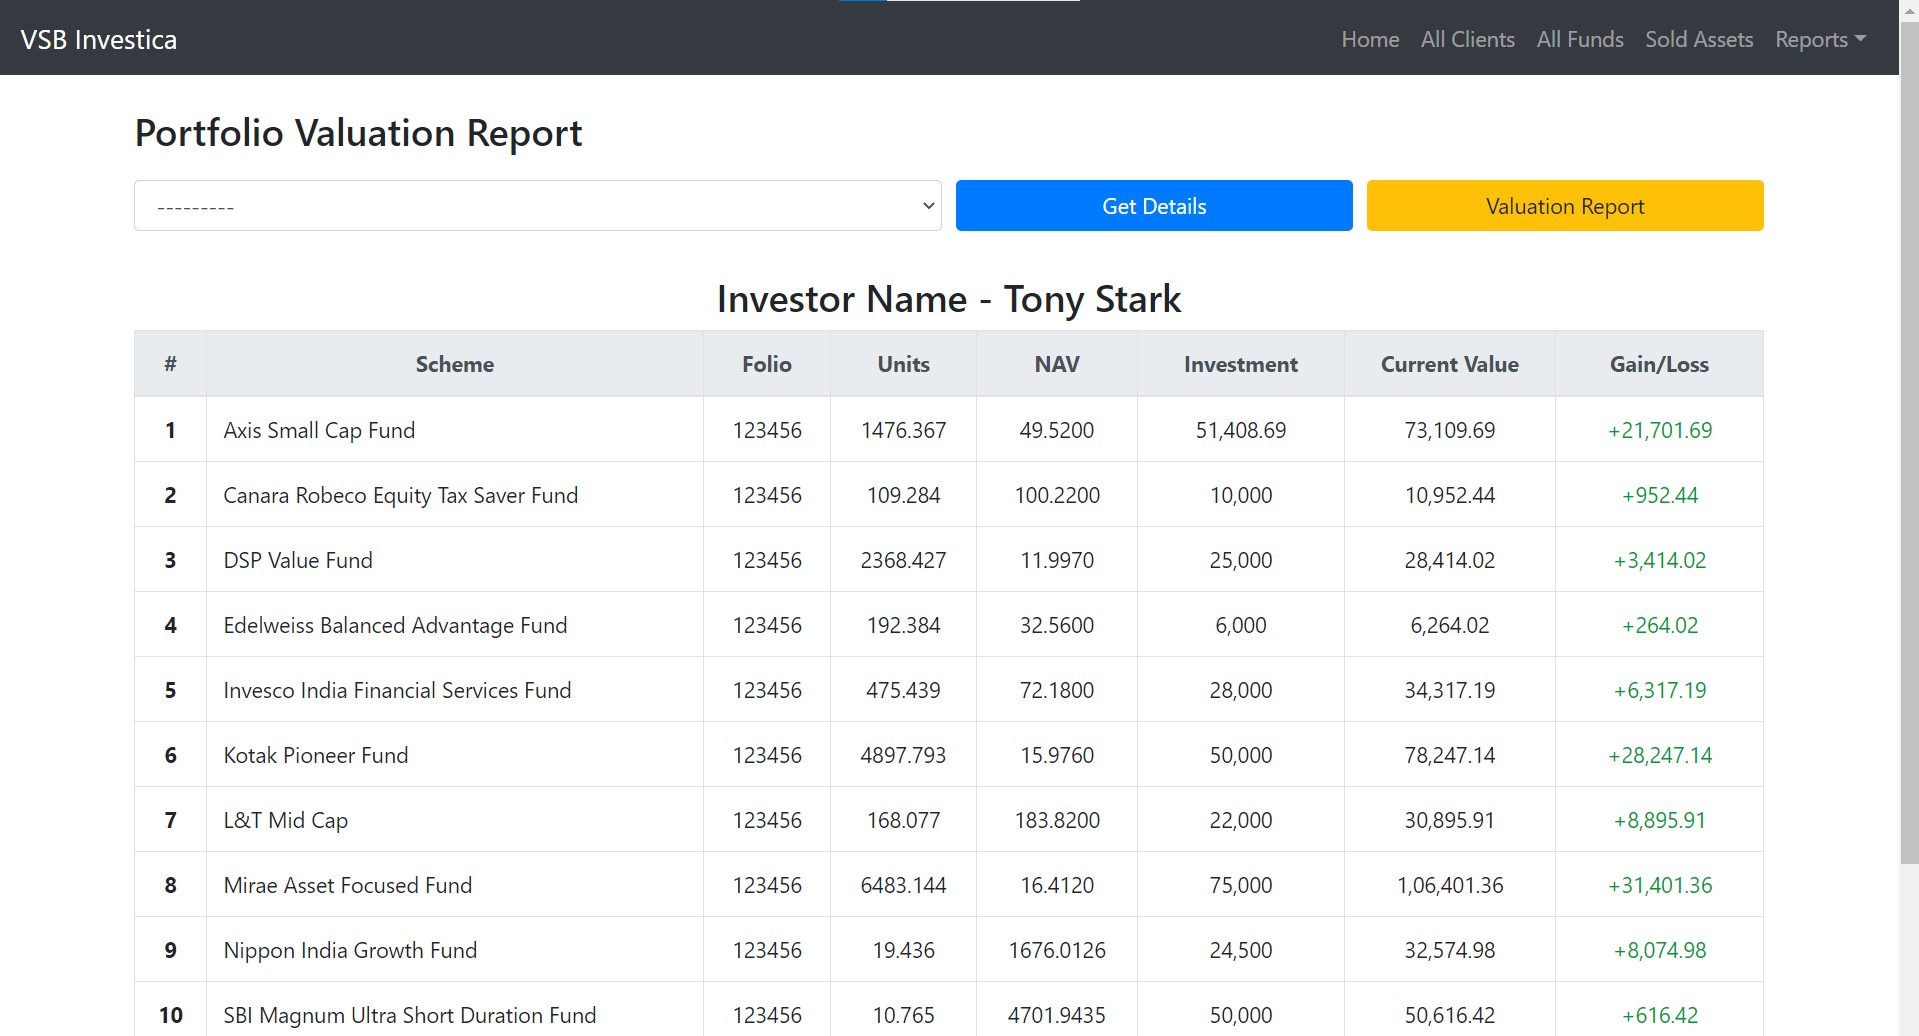 VSB Investica Home All Clients All Funds Sold Assets Reports
Portfolio Valuation Report
--------- Get Details Valuation Report
Investor Name - Tony Stark
# Scheme Folio Units NAV Investment Current Value Gain/Loss
1 Axis Small Cap Fund 123456 1476.367 49.5200 51,408.69 73,109.69 +21,701.69
2 Canara Robeco Equity Tax Saver Fund 123456 109.284 100.2200 10,000 10,952.44 +952.44
3 DSP Value Fund 123456 2368.427 11.9970 25,000 28,414.02 +3,414.02
4 Edelweiss Balanced Advantage Fund 123456 192.384 32.5600 6,000 6,264.02 +264.02
5 Invesco India Financial Services Fund 123456 475.439 72.1800 28,000 34,317.19 +6,317.19
6 Kotak Pioneer Fund 123456 4897.793 15.9760 50,000 78,247.14 +28,247.14
7 L&T Mid Cap 123456 168.077 183.8200 22,000 30,895.91 +8,895.91
8 Mirae Asset Focused Fund 123456 6483.144 16.4120 75,000 1,06,401.36 +31,401.36
9 Nippon India Growth Fund 123456 19.436 1676.0126 24,500 32,574.98 +8,074.98
10 SBI Magnum Ultra Short Duration Fund 123456 10.765 4701.9435 50,000 50,616.42 +616.42